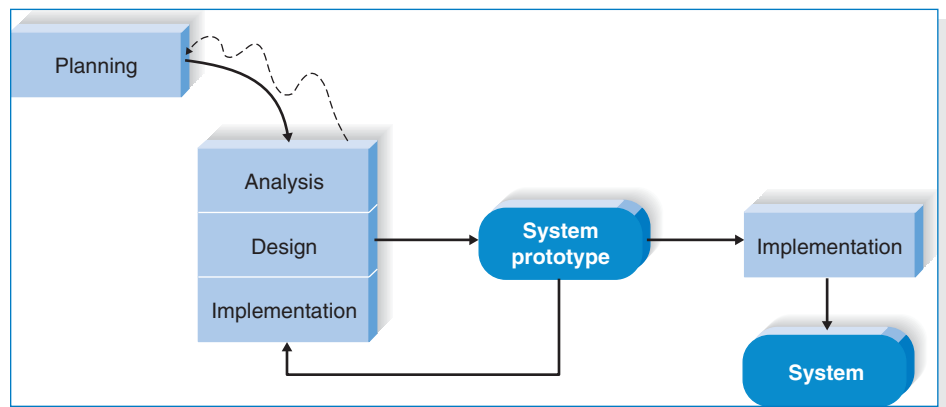 Planning
Analysis
Design
Implementation
System
prototype
Implementation
System